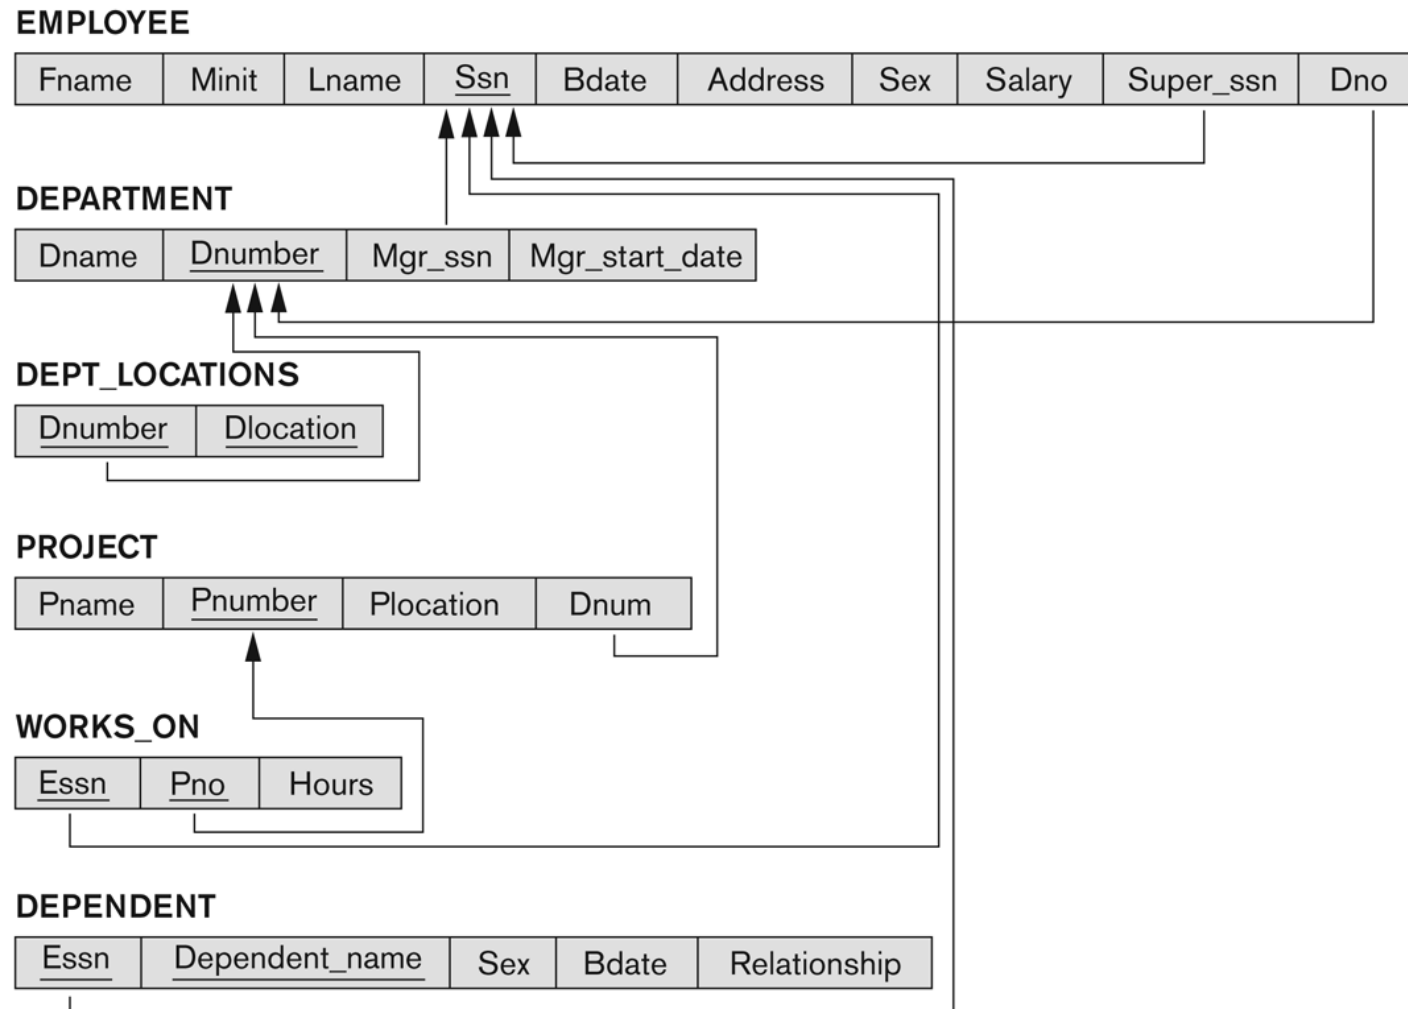 EMPLOYEE
Fname Minit Lname Ssn Bdate Address Sex Salary Super_ssn Dno
DEPARTMENT
Dname Dnumber Mgr_ssn Mgr_start_date
DEPT_LOCATIONS
Dnumber Dlocation
PROJECT
Pname Pnumber Plocation Dnum
WORKS_ON
Essn Pno Hours
DEPENDENT
Essn Dependent_name Sex Bdate Relationship